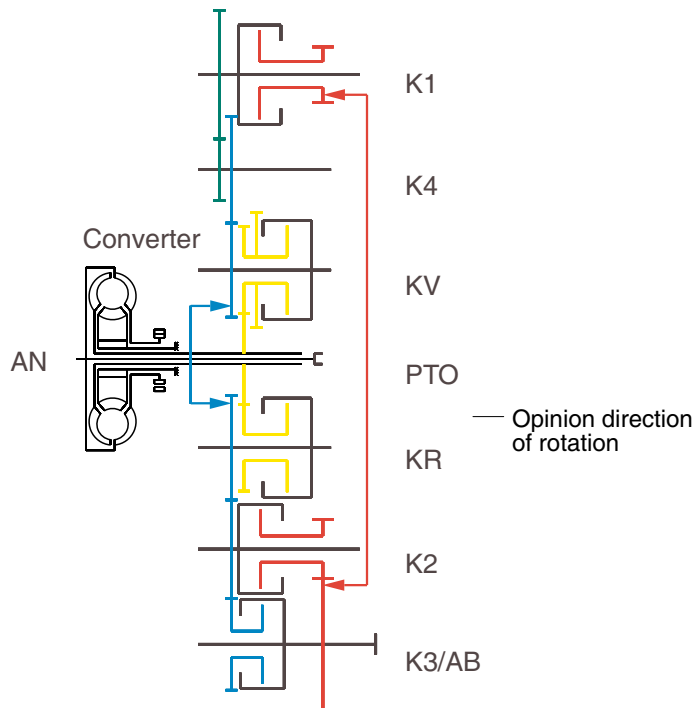 K1
K4
Converter
KV
AN
PTO
Opinion direction
of rotation
KR
K2
K3/AB